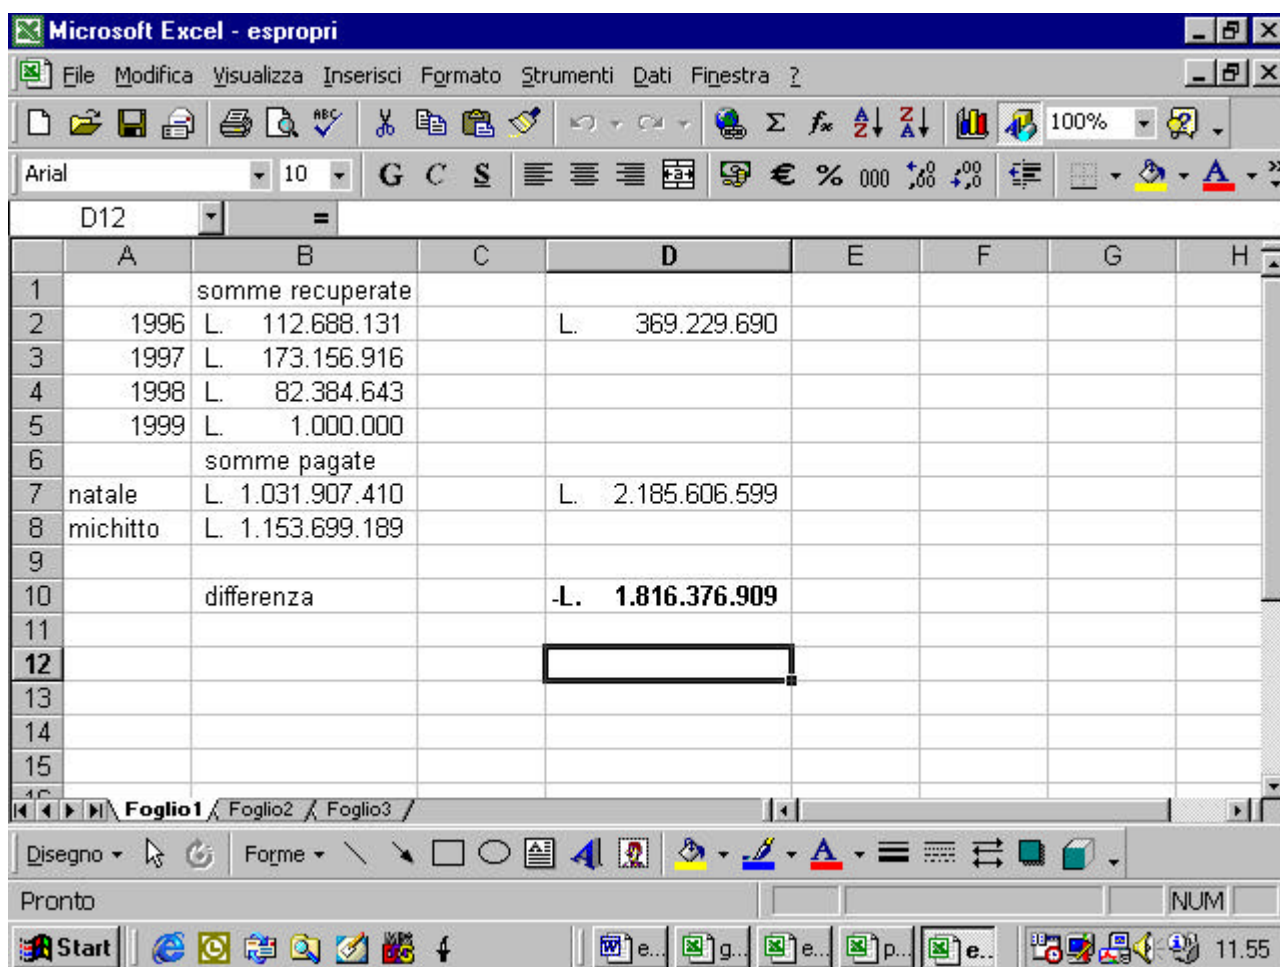 Microsoft Excel - espropri
File Modifica Visualizza Inserisci Formato Strumenti Dati Finestra ?
100%
Arial 10 G C S € % 000
D12 =
A B C D E F G H
1 somme recuperate
2 1996 L. 112.688.131 L. 369.229.690
3 1997 L. 173.156.916
4 1998 L. 82.384.643
5 1999 L. 1.000.000
6 somme pagate
7 natale L. 1.031.907.410 L. 2.185.606.599
8 michitto L. 1.153.699.189
9
10 differenza -L. 1.816.376.909
11
12
13
14
15
Foglio1 Foglio2 Foglio3
Disegno Forme
Pronto NUM
Start e... g... e... p... e.. 11.55